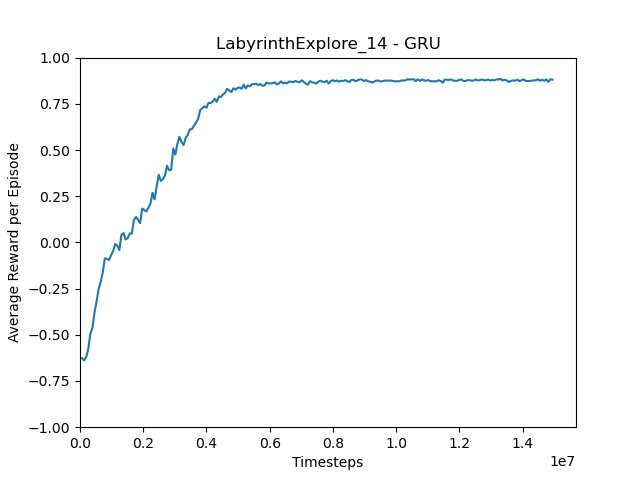 LabyrinthExplore_14 - GRU
Average Reward per Episode
1.00
0.75
0.50
0.25
0.00
−0.25
−0.50
−0.75
−1.00
0.0 0.2 0.4 0.6 0.8 1.0 1.2 1.4
1e7
Timesteps